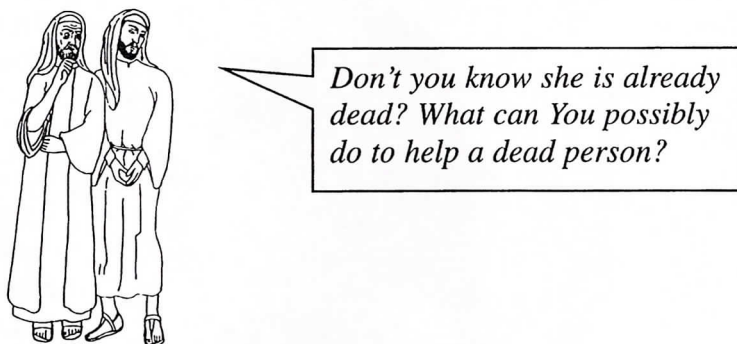 Don't you know she is already
dead? What can You possibly
do to help a dead person?